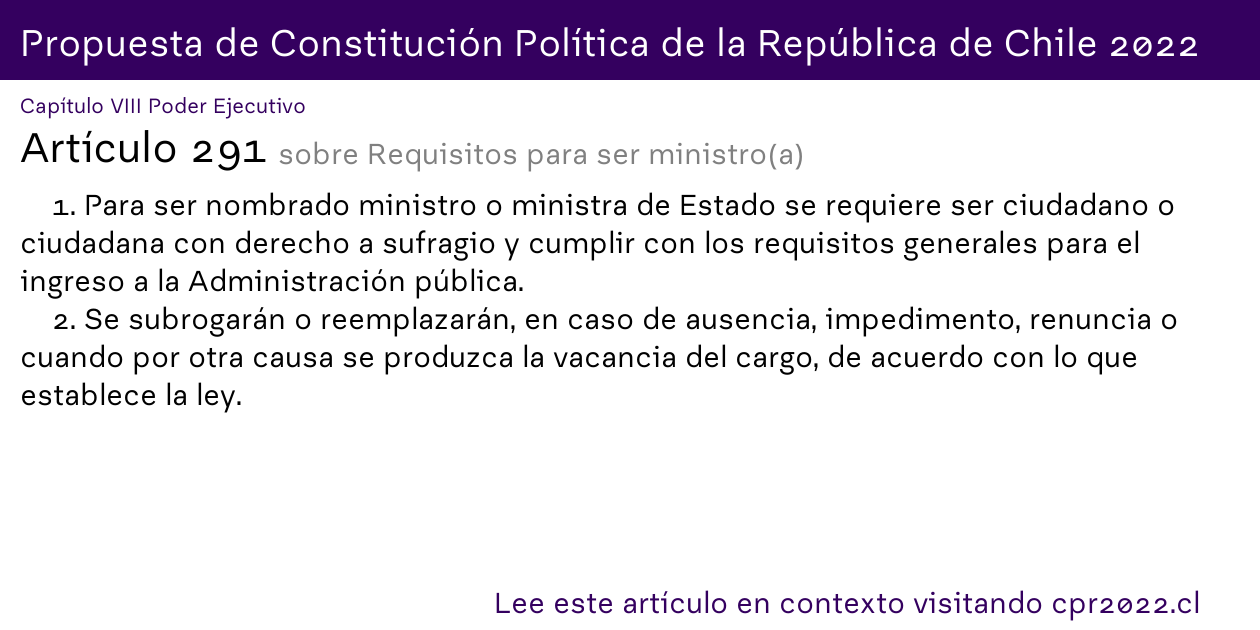 Propuesta de Constitución Política de la República de Chile 2022
Capítulo VIII Poder Ejecutivo
Artículo 291 sobre Requisitos para ser ministro(a)
1. Para ser nombrado ministro o ministra de Estado se requiere ser ciudadano o
ciudadana con derecho a sufragio y cumplir con los requisitos generales para el
ingreso a la Administración pública.
2. Se subrogarán o reemplazarán, en caso de ausencia, impedimento, renuncia o
cuando por otra causa se produzca la vacancia del cargo, de acuerdo con lo que
establece la ley.
Lee este artículo en contexto visitando cpr2022.cl